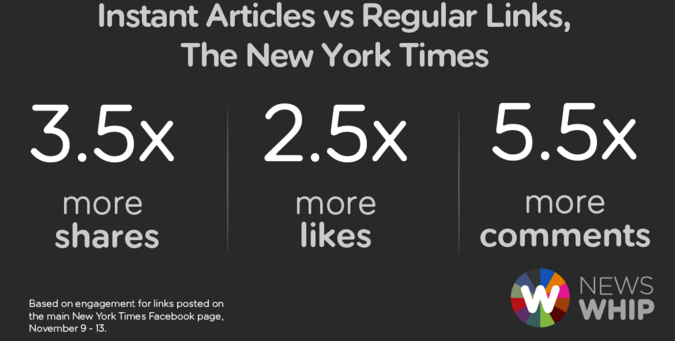 Instant Articles vs Regular Links,
The New York Times
3.5x
more
shares
2.5x
more
likes
5.5x
more
comments
Based on engagement for links posted on
the main New York Times Facebook page,
November 9 - 13.
W
NEWS
WHIP